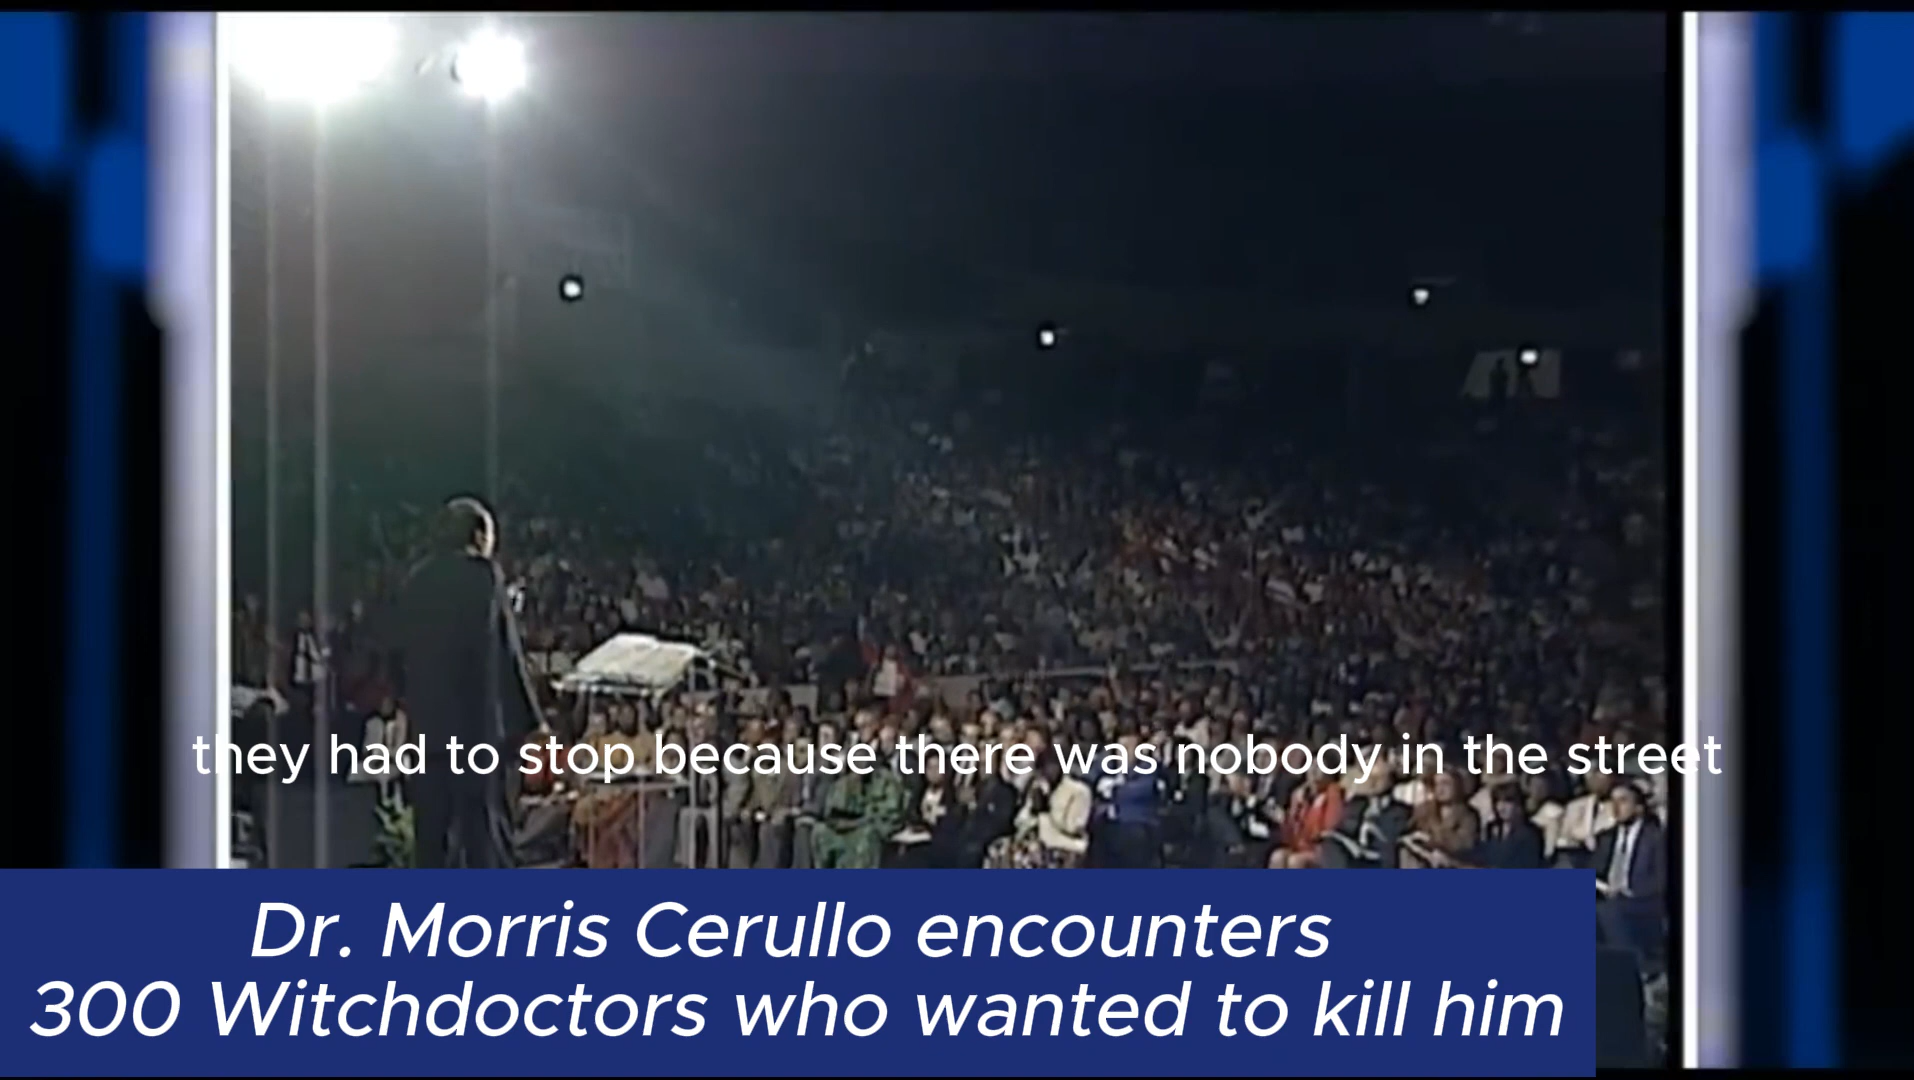 they had to stop because there was nobody in the street
Dr. Morris Cerullo encounters
300 Witchdoctors who wanted to kill him